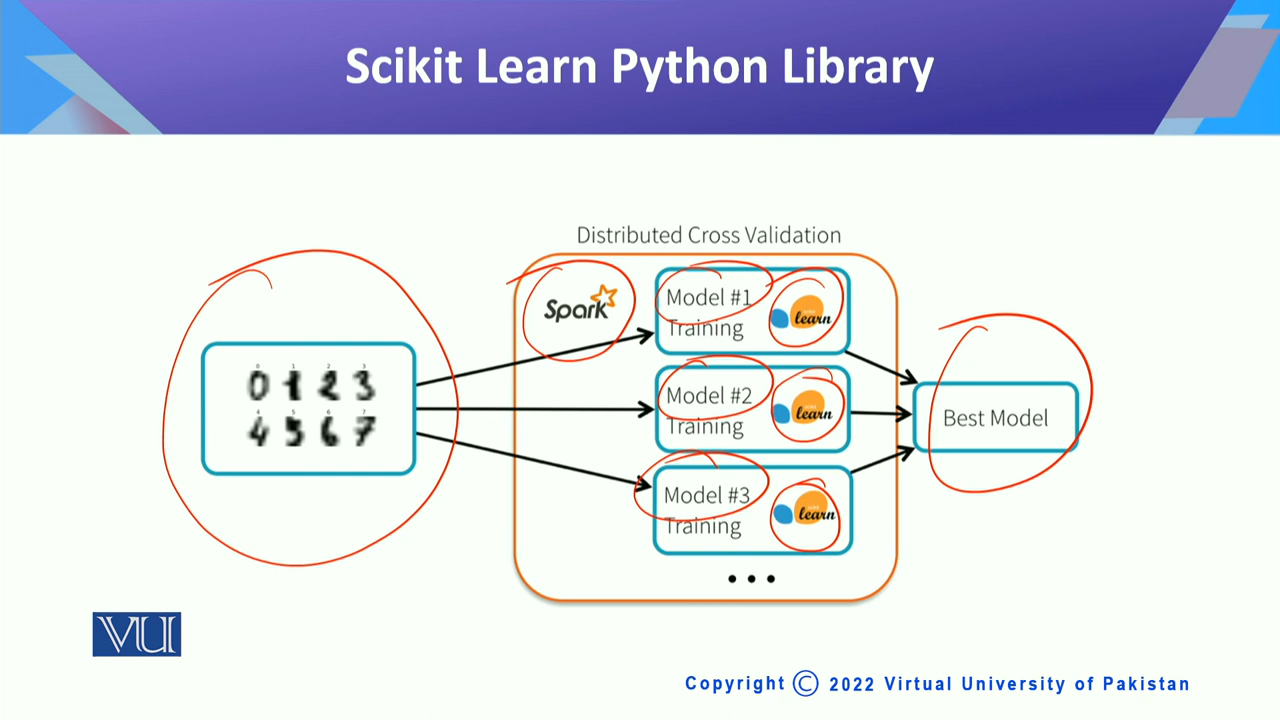 Scikit Learn Python Library
Distributed Cross Validation
Spark
Model #1
Training
learn
Model #2
Training
learn
Model #3
Training
learn
0 1 2 3
4 5 6 7
Best Model
VU
Copyright © 2022 Virtual University of Pakistan